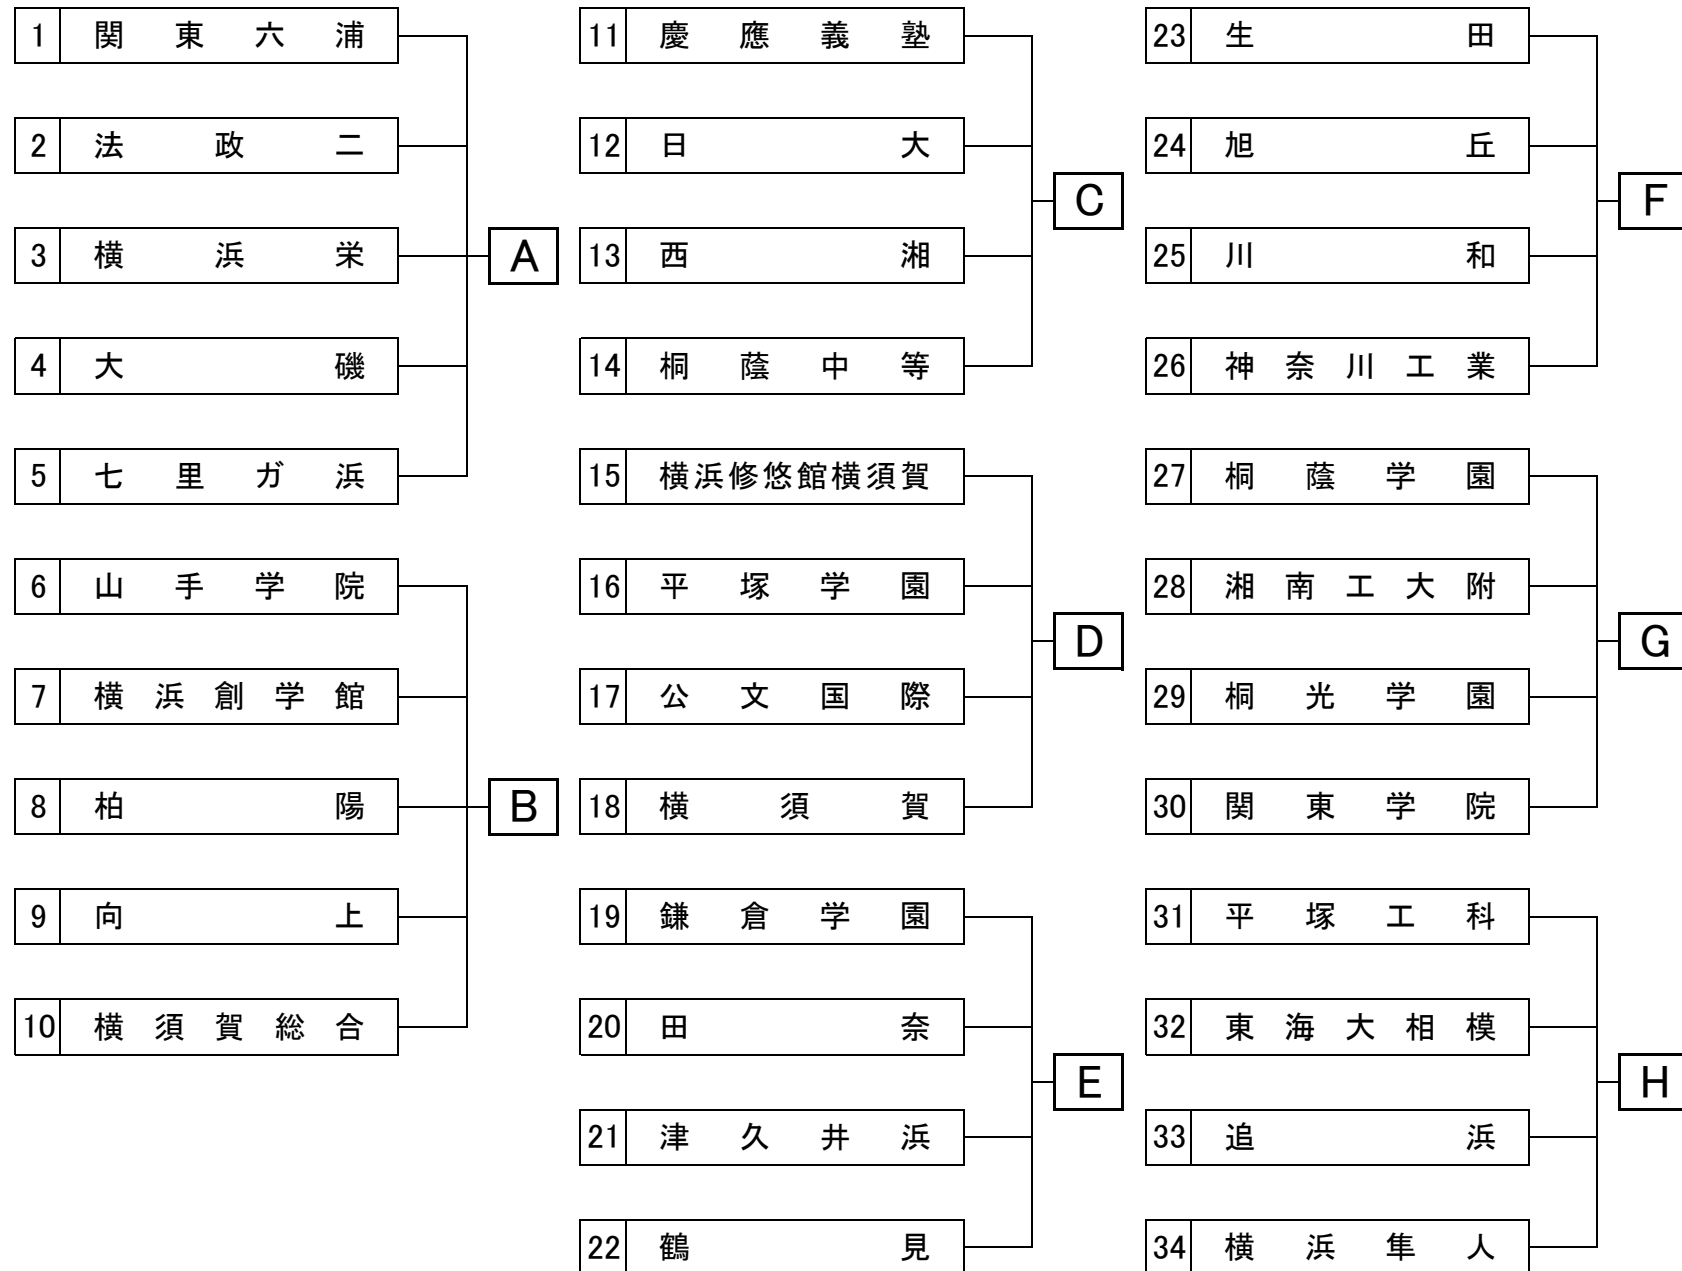 1 関東六浦
2 法政二
3 横浜栄
A
4 大磯
5 七里ガ浜
6 山手学院
7 横浜創学館
8 柏陽
B
9 向上
10 横須賀総合
11 慶應義塾
12 日大
C
13 西湘
14 桐蔭中等
15 横浜修悠館横須賀
16 平塚学園
D
17 公文国際
18 横須賀
19 鎌倉学園
20 田奈
E
21 津久井浜
22 鶴見
23 生田
24 旭丘
F
25 川和
26 神奈川工業
27 桐蔭学園
28 湘南工大附
G
29 桐光学園
30 関東学院
31 平塚工科
32 東海大相模
H
33 追浜
34 横浜隼人